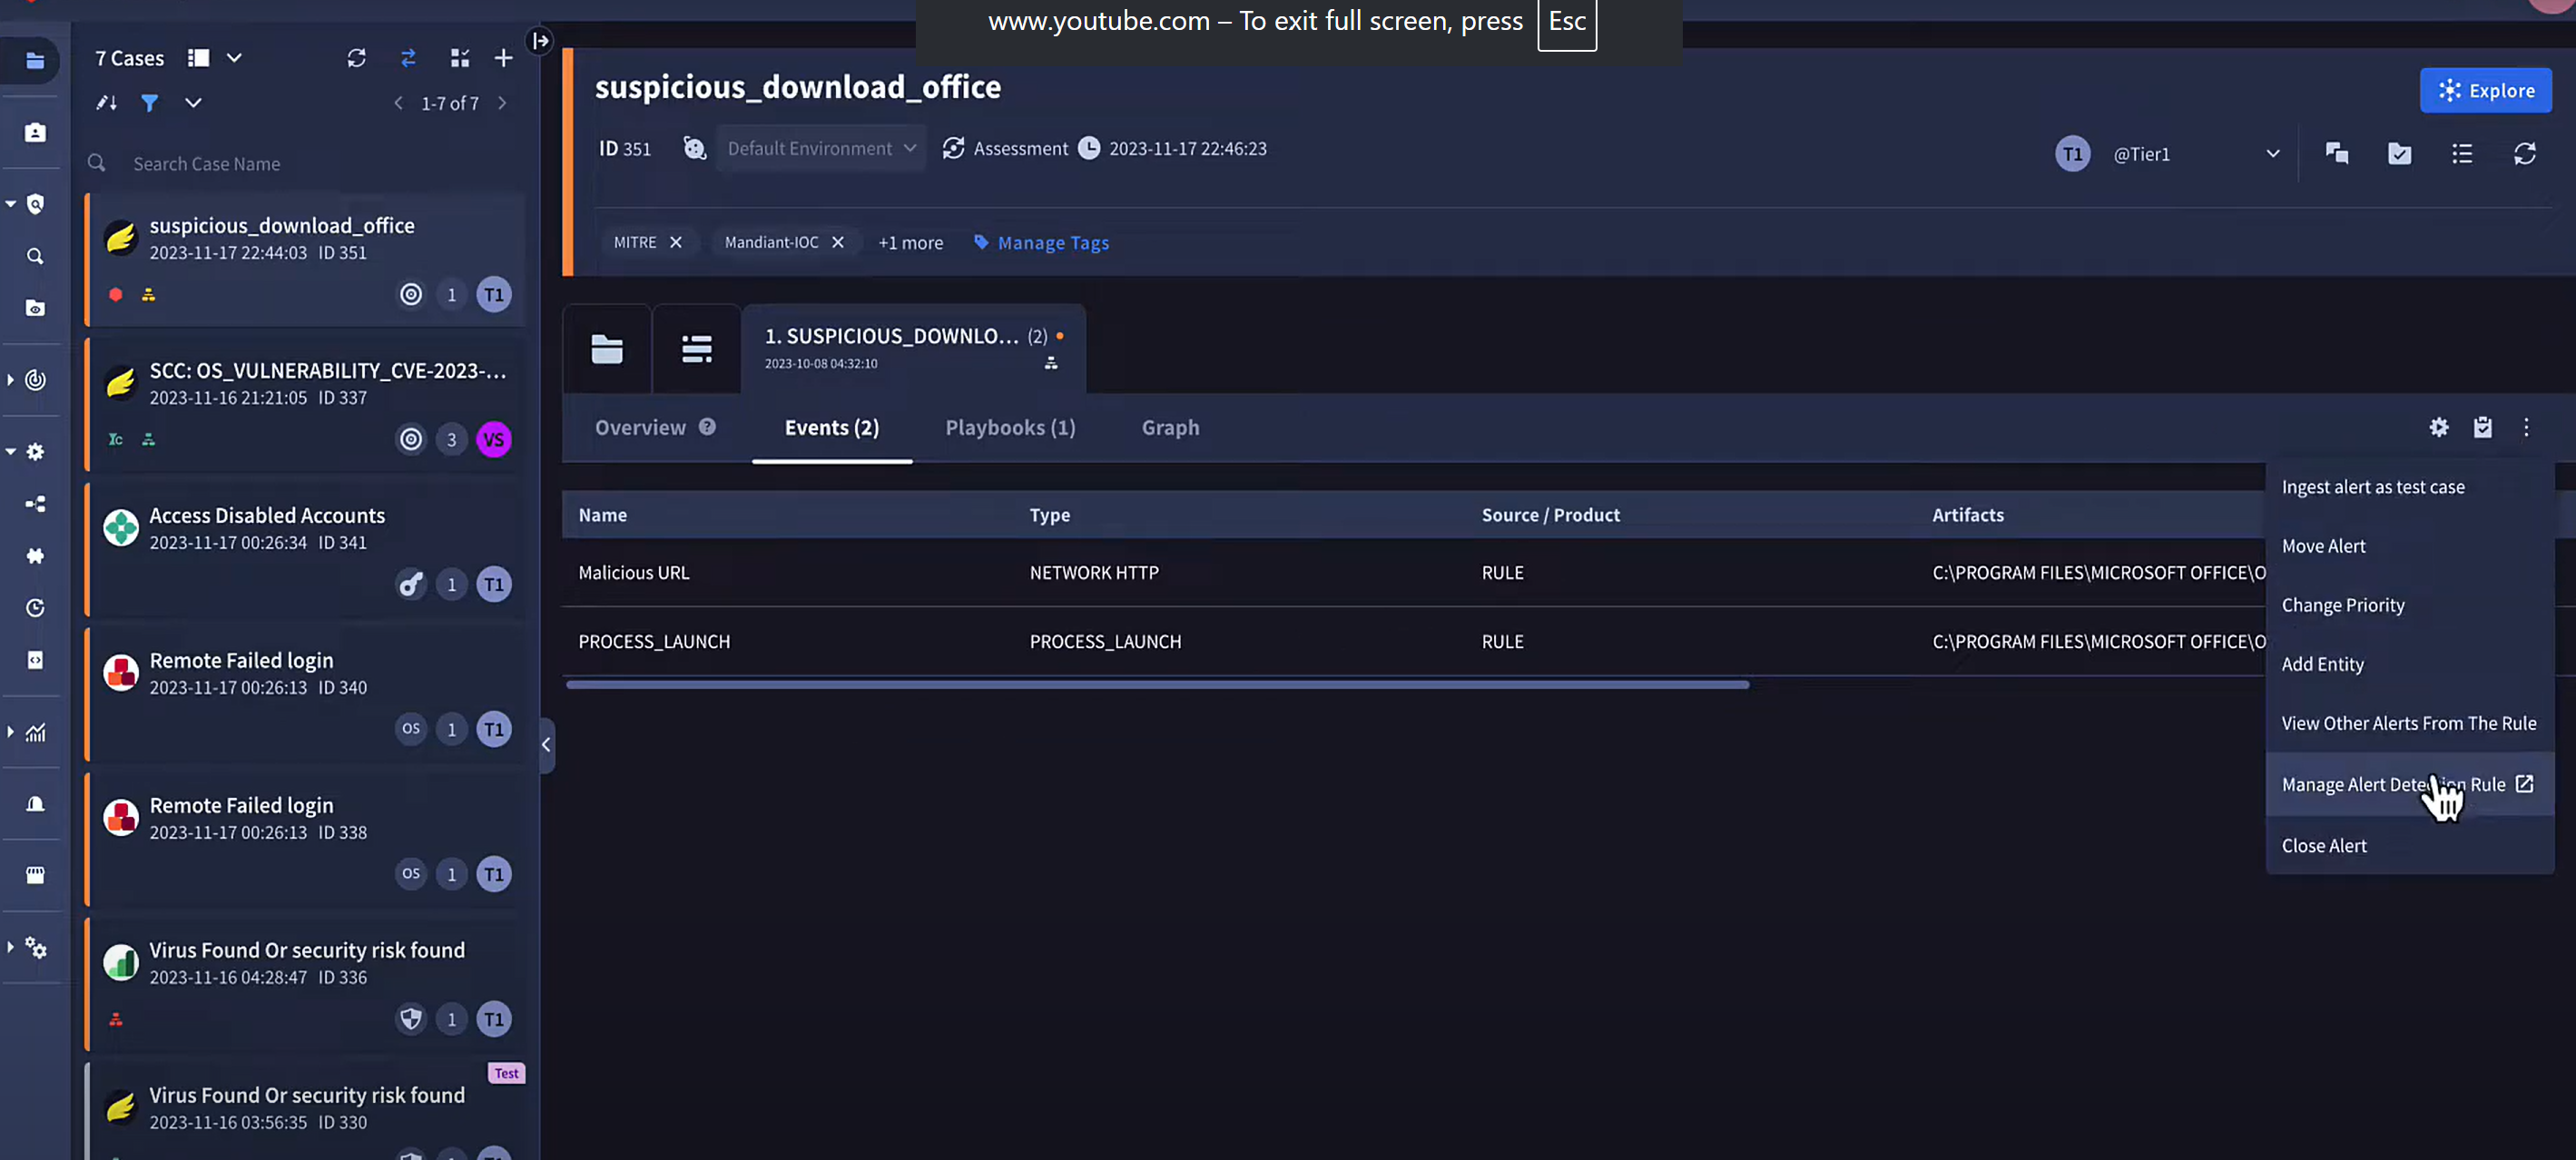 www.youtube.com – To exit full screen, press Esc
7 Cases
1-7 of 7
Search Case Name
suspicious_download_office
2023-11-17 22:44:03 ID 351
1 T1
SCC: OS_VULNERABILITY_CVE-2023-...
2023-11-16 21:21:05 ID 337
3 VS
Access Disabled Accounts
2023-11-17 00:26:34 ID 341
1 T1
Remote Failed login
2023-11-17 00:26:13 ID 340
OS 1 T1
Remote Failed login
2023-11-17 00:26:13 ID 338
OS 1 T1
Virus Found Or security risk found
2023-11-16 04:28:47 ID 336
1 T1
Test
Virus Found Or security risk found
2023-11-16 03:56:35 ID 330
suspicious_download_office
Explore
ID 351 Default Environment Assessment 2023-11-17 22:46:23
T1 @Tier1
MITRE Mandiant-IOC +1 more Manage Tags
1. SUSPICIOUS_DOWNLO... (2)
2023-10-08 04:32:10
Overview Events (2) Playbooks (1) Graph
Name Type Source / Product Artifacts
Malicious URL NETWORK HTTP RULE C:\PROGRAM FILES\MICROSOFT OFFICE\O
PROCESS_LAUNCH PROCESS_LAUNCH RULE C:\PROGRAM FILES\MICROSOFT OFFICE\O
Ingest alert as test case
Move Alert
Change Priority
Add Entity
View Other Alerts From The Rule
Manage Alert Detection Rule
Close Alert